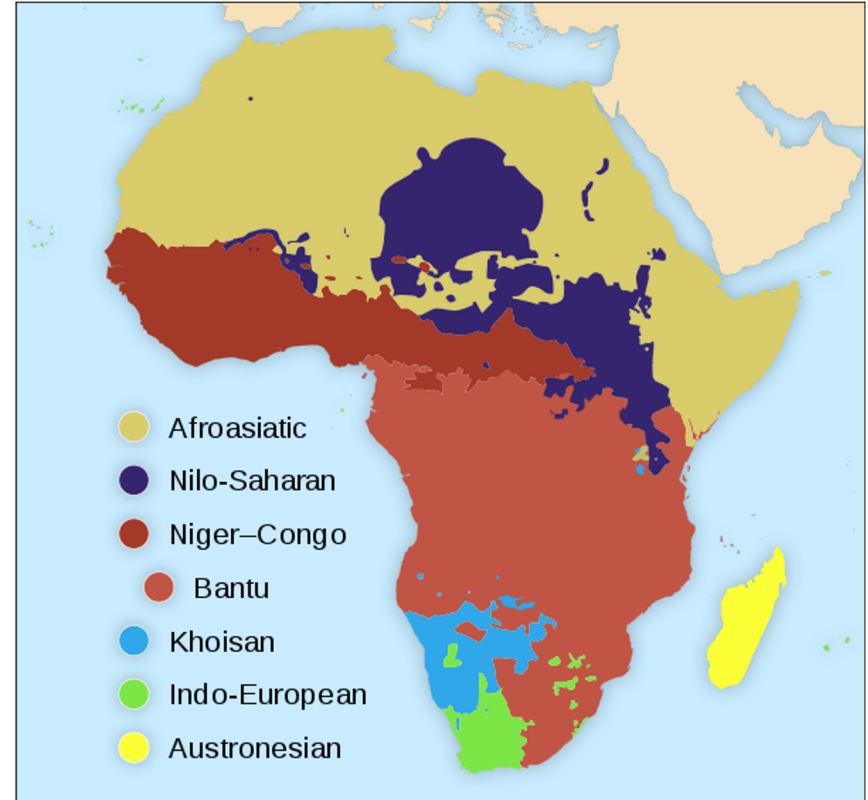 Afroasiatic
Nilo-Saharan
Niger–Congo
Bantu
Khoisan
Indo-European
Austronesian